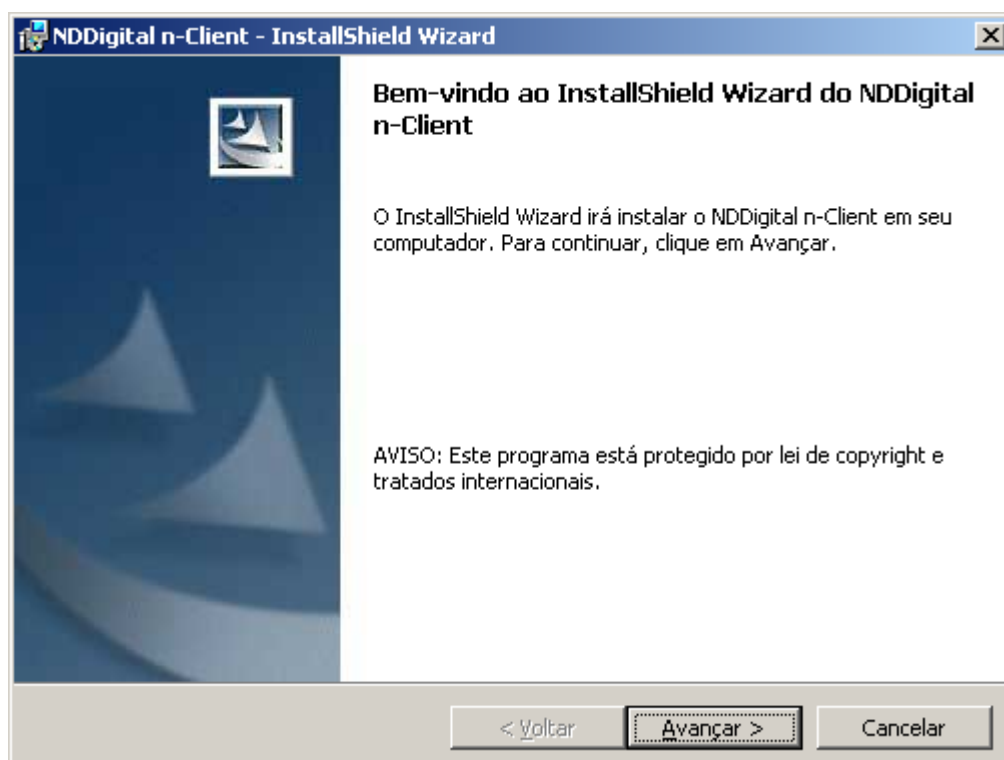 NDDigital n-Client - InstallShield Wizard
Bem-vindo ao InstallShield Wizard do NDDigital
n-Client
O InstallShield Wizard irá instalar o NDDigital n-Client em seu
computador. Para continuar, clique em Avançar.
AVISO: Este programa está protegido por lei de copyright e
tratados internacionais.
< Voltar Avançar > Cancelar